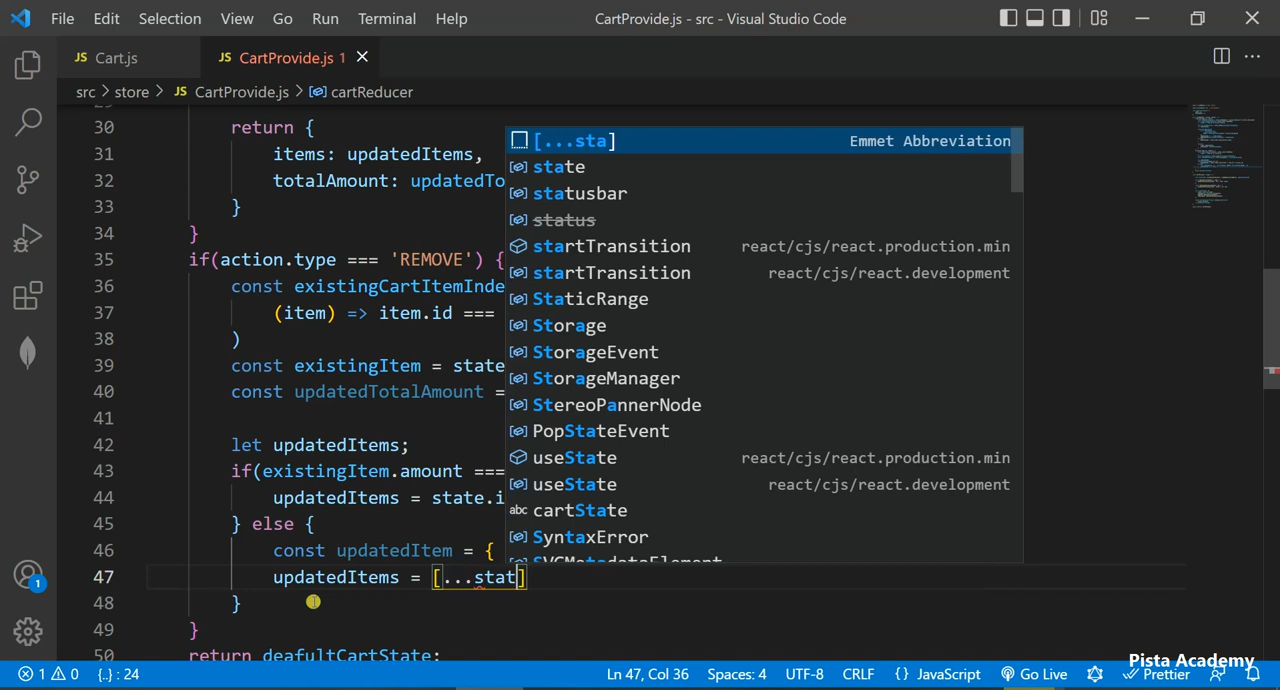 File Edit Selection View Go Run Terminal Help CartProvide.js - src - Visual Studio Code
JS Cart.js JS CartProvide.js 1
src > store > JS CartProvide.js > cartReducer
30 return {
31 items: updatedItems,
32 totalAmount: updatedTo
33 }
34 }
35 if(action.type === 'REMOVE') {
36 const existingCartItemInde
37 (item) => item.id ===
38 )
39 const existingItem = state
40 const updatedTotalAmount =
41
42 let updatedItems;
43 if(existingItem.amount ===
44 updatedItems = state.i
45 } else {
46 const updatedItem = {
47 updatedItems = [...stat]
48 }
49 }
50 return deafultCartState;
[...sta] Emmet Abbreviation
state
statusbar
status
startTransition react/cjs/react.production.min
startTransition react/cjs/react.development
StaticRange
Storage
StorageEvent
StorageManager
StereoPannerNode
PopStateEvent
useState react/cjs/react.production.min
useState react/cjs/react.development
abc cartState
SyntaxError
SVGMetadataElement
1
Pista Academy
1 0 {..} : 24 Ln 47, Col 36 Spaces: 4 UTF-8 CRLF {} JavaScript Go Live Prettier